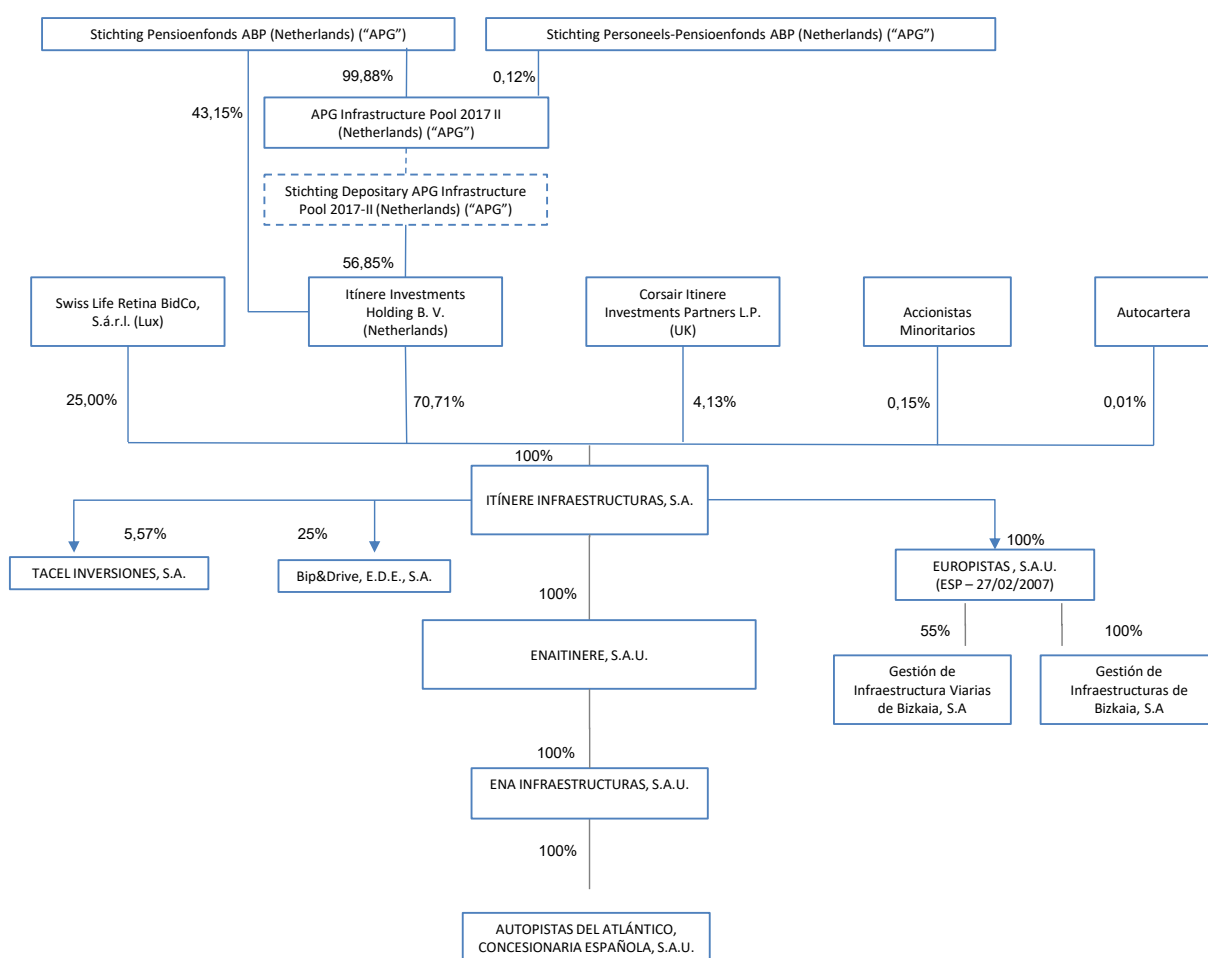 Stichting Pensioenfonds ABP (Netherlands) (“APG”)
Stichting Personeels-Pensioenfonds ABP (Netherlands) (“APG”)
99,88%
0,12%
43,15%
APG Infrastructure Pool 2017 II
(Netherlands) (“APG”)
Stichting Depositary APG Infrastructure
Pool 2017-II (Netherlands) (“APG”)
56,85%
Swiss Life Retina BidCo,
S.á.r.l. (Lux)
Itínere Investments
Holding B. V.
(Netherlands)
Corsair Itinere
Investments Partners L.P.
(UK)
Accionistas
Minoritarios
Autocartera
25,00%
70,71%
4,13%
0,15%
0,01%
100%
ITÍNERE INFRAESTRUCTURAS, S.A.
5,57%
25%
100%
TACEL INVERSIONES, S.A.
Bip&Drive, E.D.E., S.A.
EUROPISTAS , S.A.U.
(ESP – 27/02/2007)
100%
55%
100%
ENAITINERE, S.A.U.
Gestión de
Infraestructura Viarias
de Bizkaia, S.A
Gestión de
Infraestructuras de
Bizkaia, S.A
100%
ENA INFRAESTRUCTURAS, S.A.U.
100%
AUTOPISTAS DEL ATLÁNTICO,
CONCESIONARIA ESPAÑOLA, S.A.U.